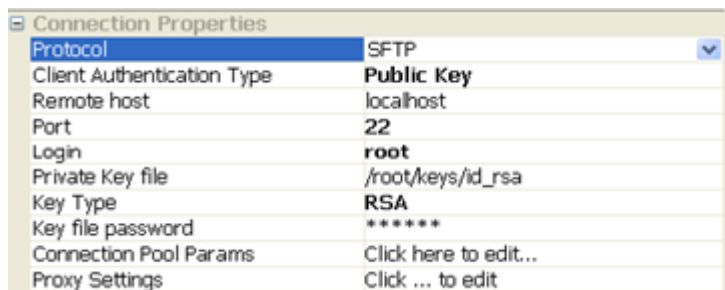 Connection Properties
Protocol SFTP
Client Authentication Type Public Key
Remote host localhost
Port 22
Login root
Private Key file /root/keys/id_rsa
Key Type RSA
Key file password ******
Connection Pool Params Click here to edit...
Proxy Settings Click ... to edit